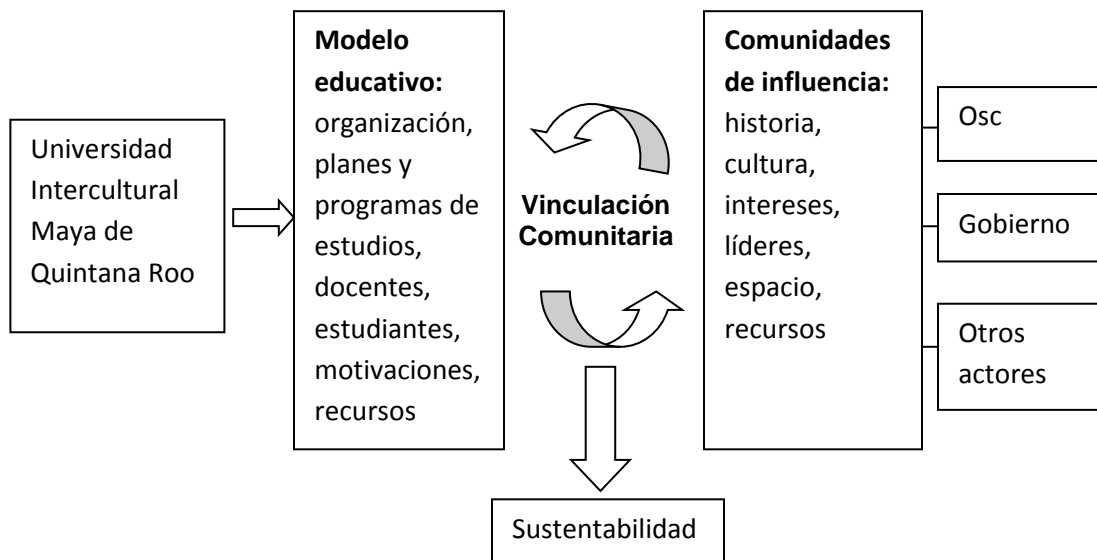 Universidad
Intercultural
Maya de
Quintana Roo
Modelo
educativo:
organización,
planes y
programas de
estudios,
docentes,
estudiantes,
motivaciones,
recursos
Vinculación
Comunitaria
Comunidades
de influencia:
historia,
cultura,
intereses,
líderes,
espacio,
recursos
Osc
Gobierno
Otros
actores
Sustentabilidad